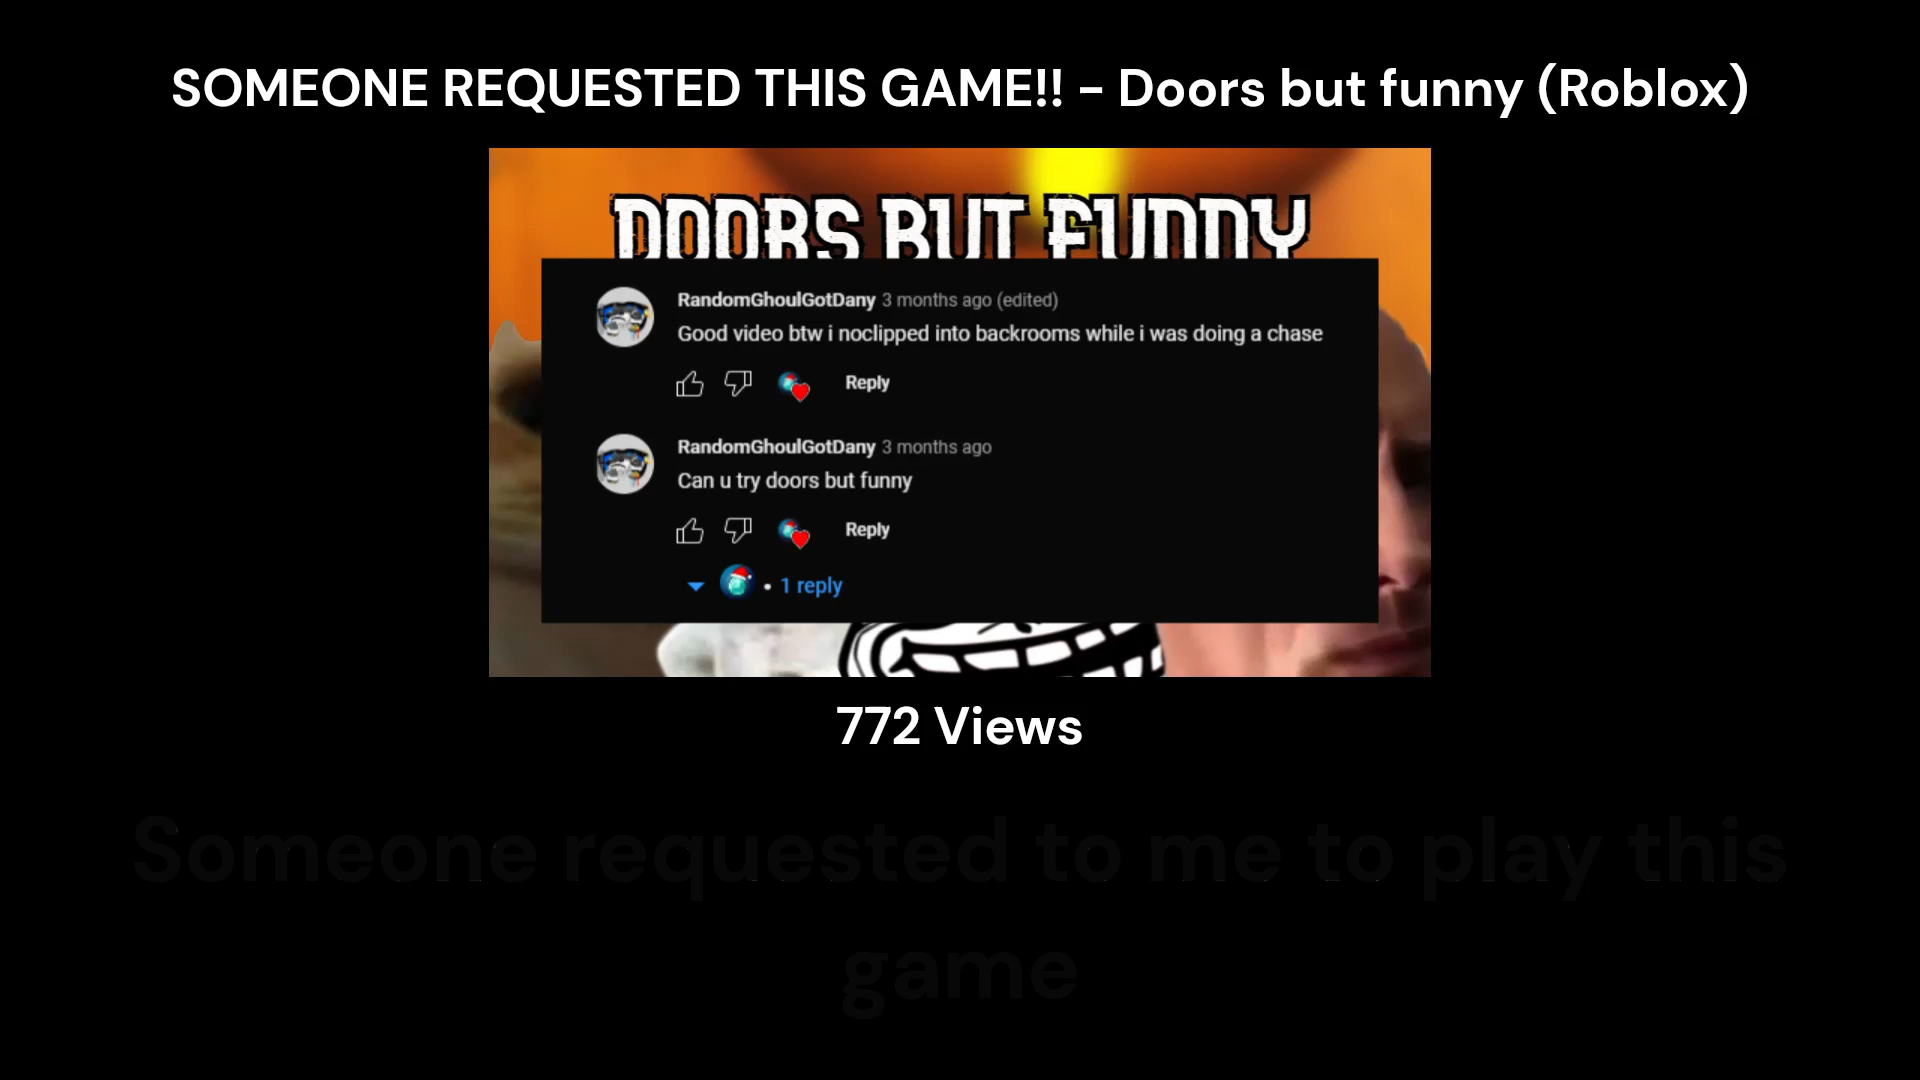 SOMEONE REQUESTED THIS GAME!! - Doors but funny (Roblox)
DOORS BUT FUNNY
RandomGhoulGotDany 3 months ago (edited)
Good video btw i noclipped into backrooms while i was doing a chase
Reply
RandomGhoulGotDany 3 months ago
Can u try doors but funny
Reply
• 1 reply
772 Views
Someone requested to me to play this
game